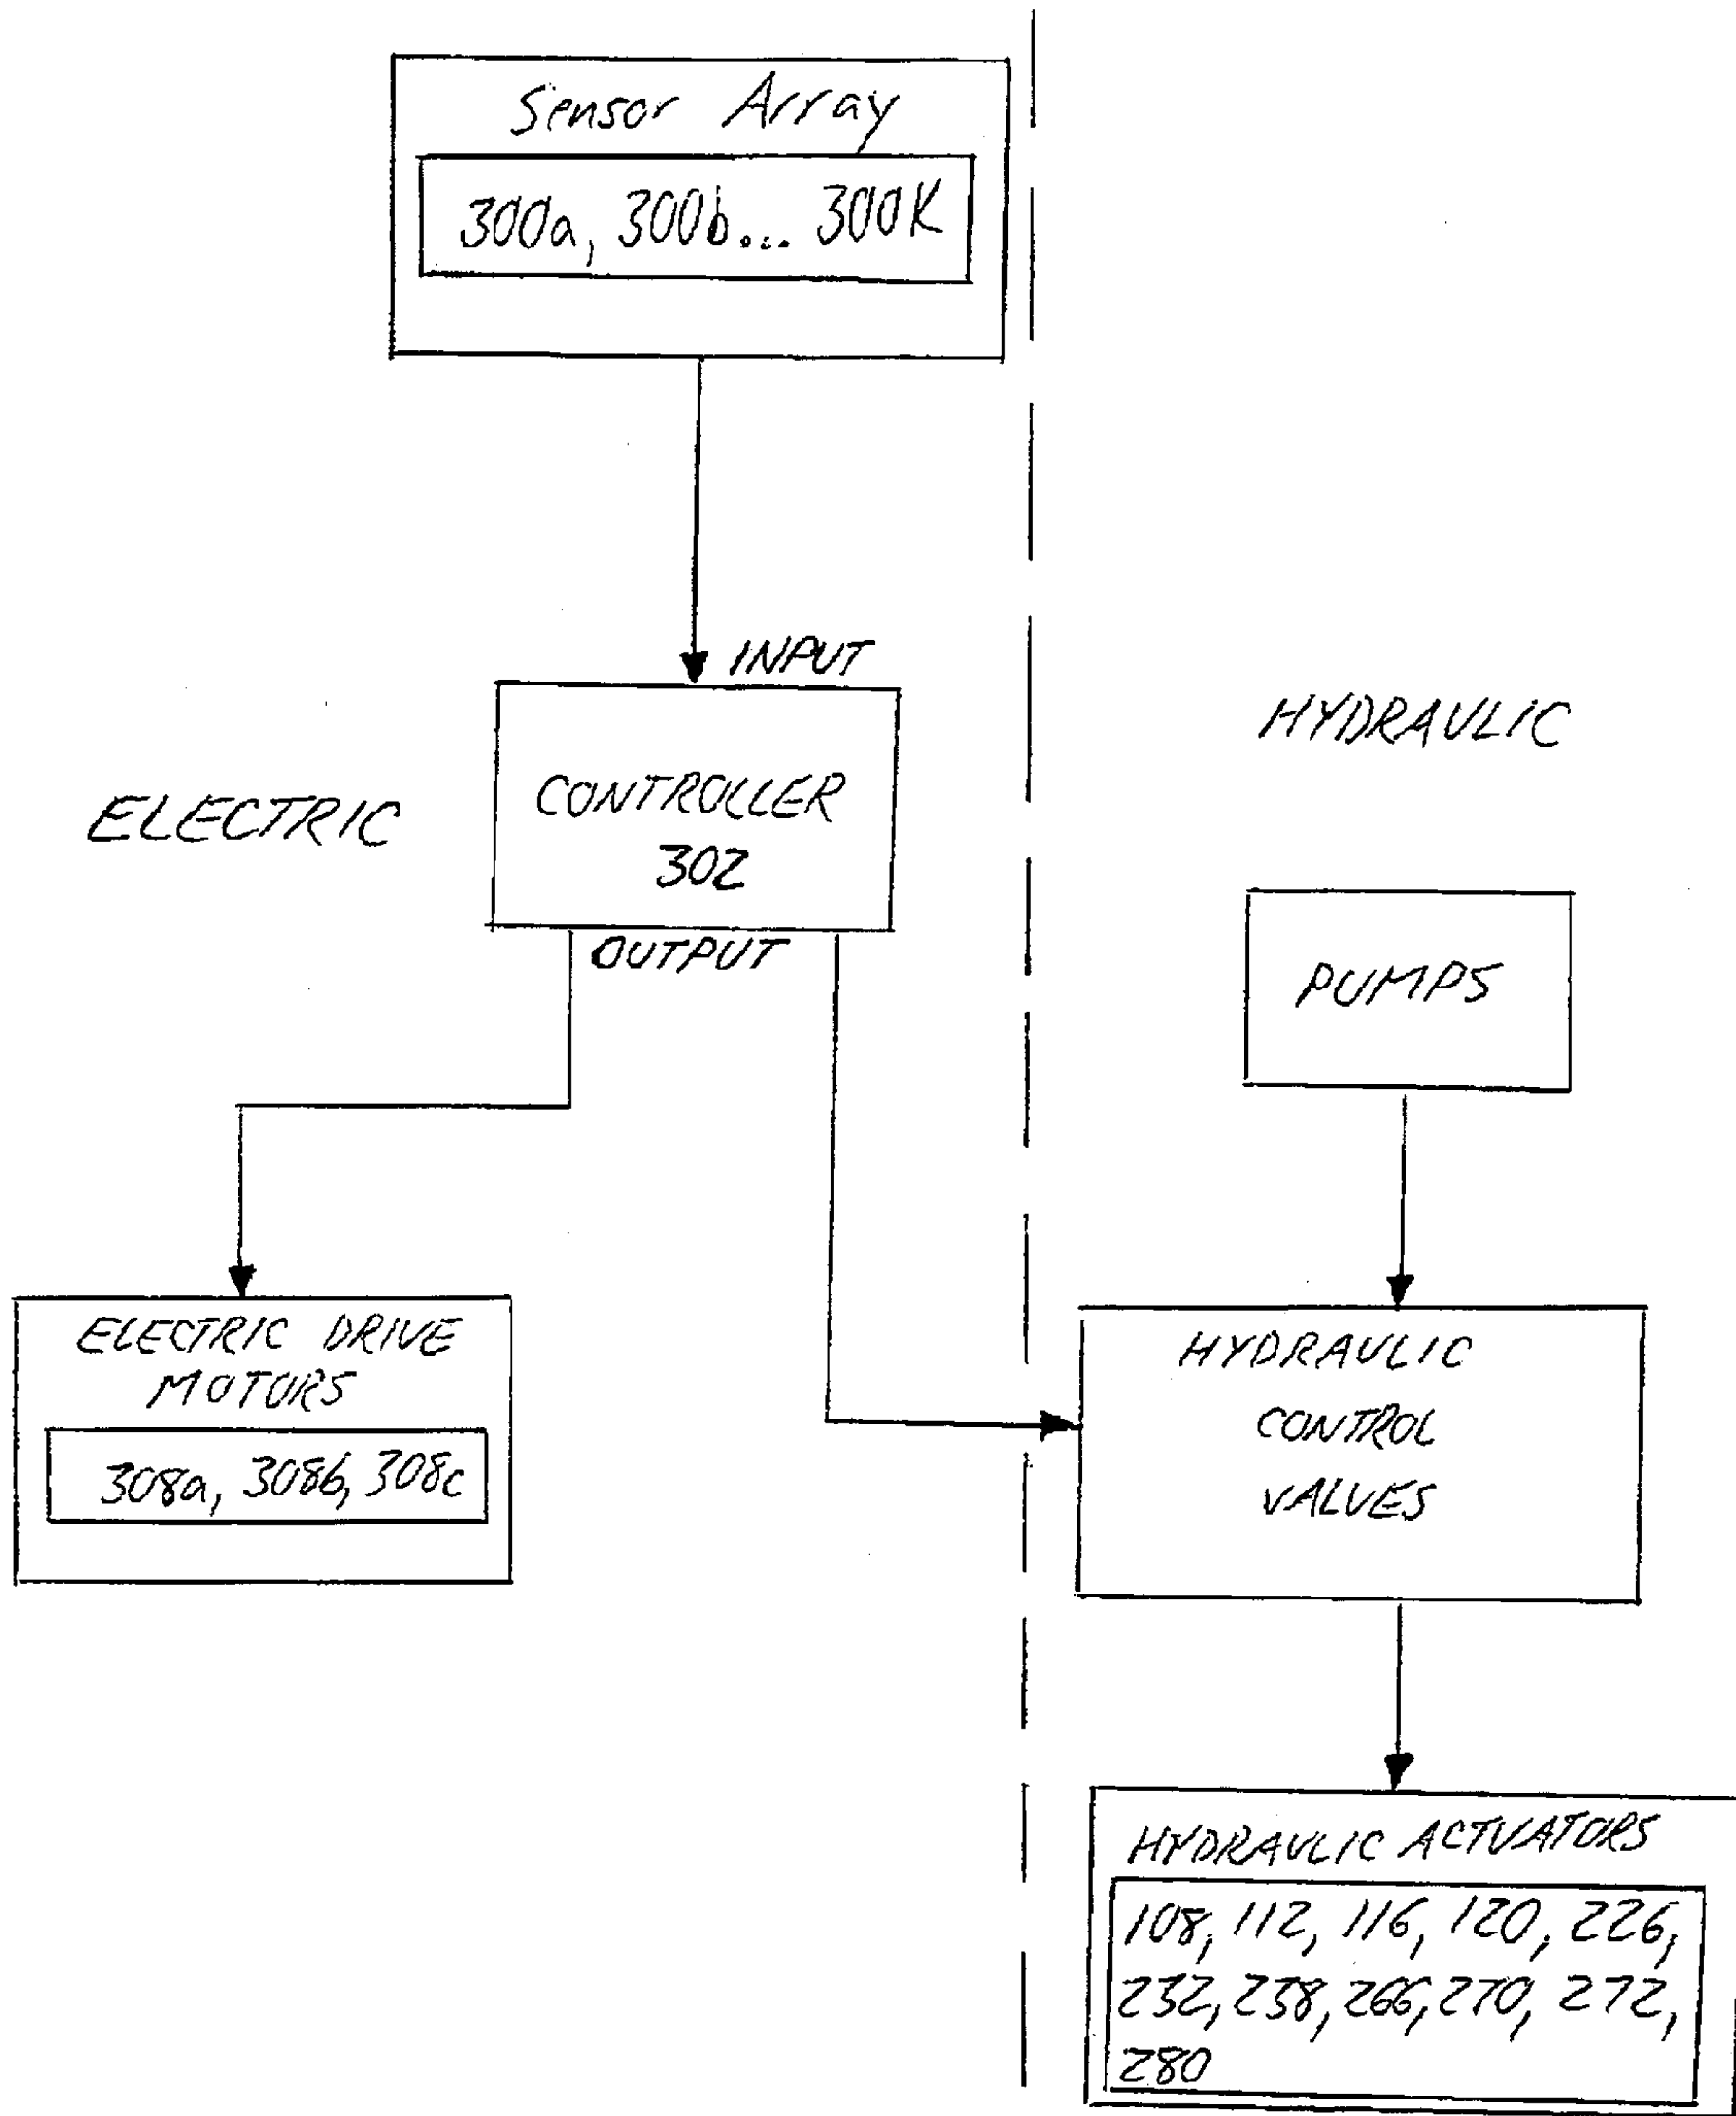 Sensor Array
300a, 300b... 300K
INPUT
HYDRAULIC
ELECTRIC
CONTROLLER
302
OUTPUT
PUMPS
ELECTRIC DRIVE
MOTORS
308a, 308b, 308c
HYDRAULIC
CONTROL
VALVES
HYDRAULIC ACTUATORS
108, 112, 116, 120, 226,
232, 238, 266, 270, 272,
280